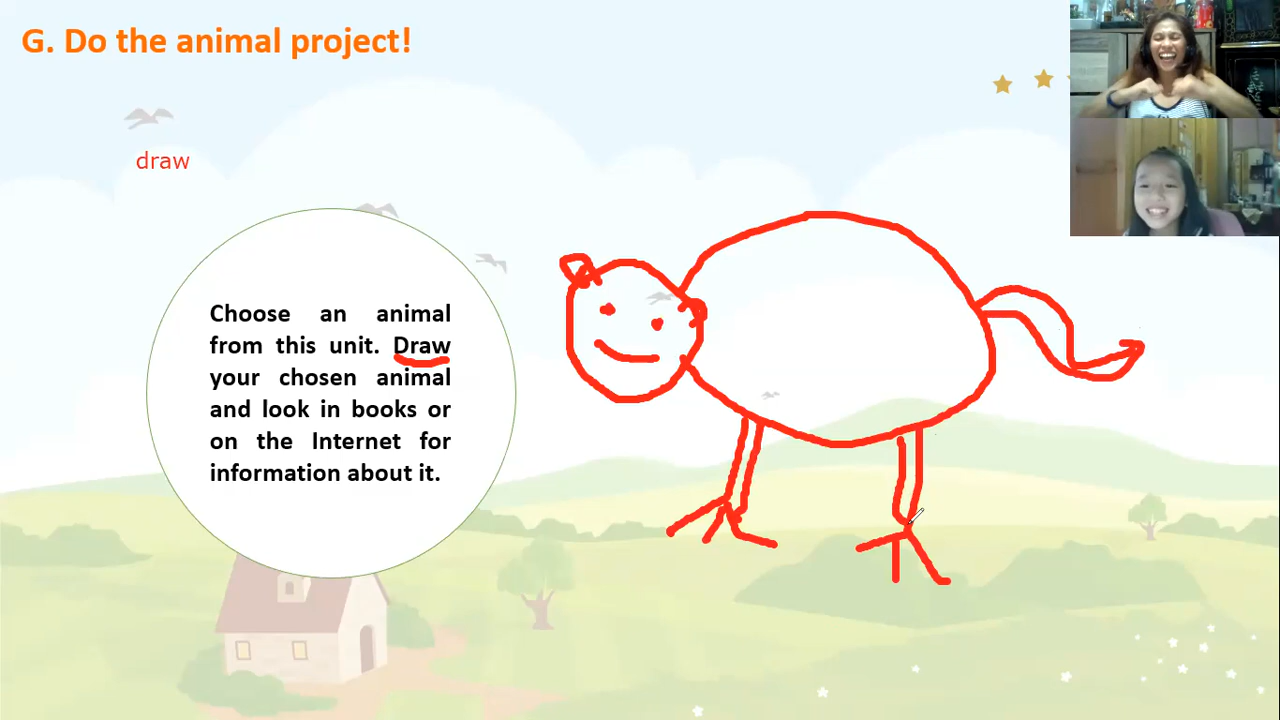 G. Do the animal project!
draw
Choose an animal
from this unit. Draw
your chosen animal
and look in books or
on the Internet for
information about it.